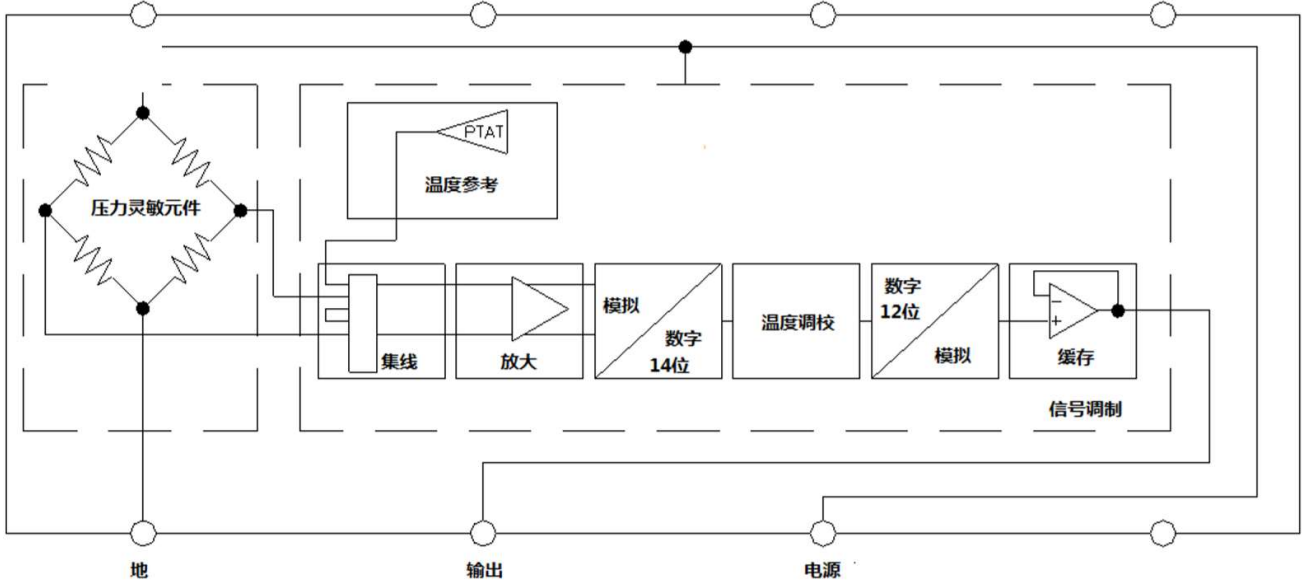 PTAT
温度参考
压力灵敏元件
集线
放大
模拟
数字
14位
温度调校
数字
12位
模拟
缓存
信号调制
地
输出
电源